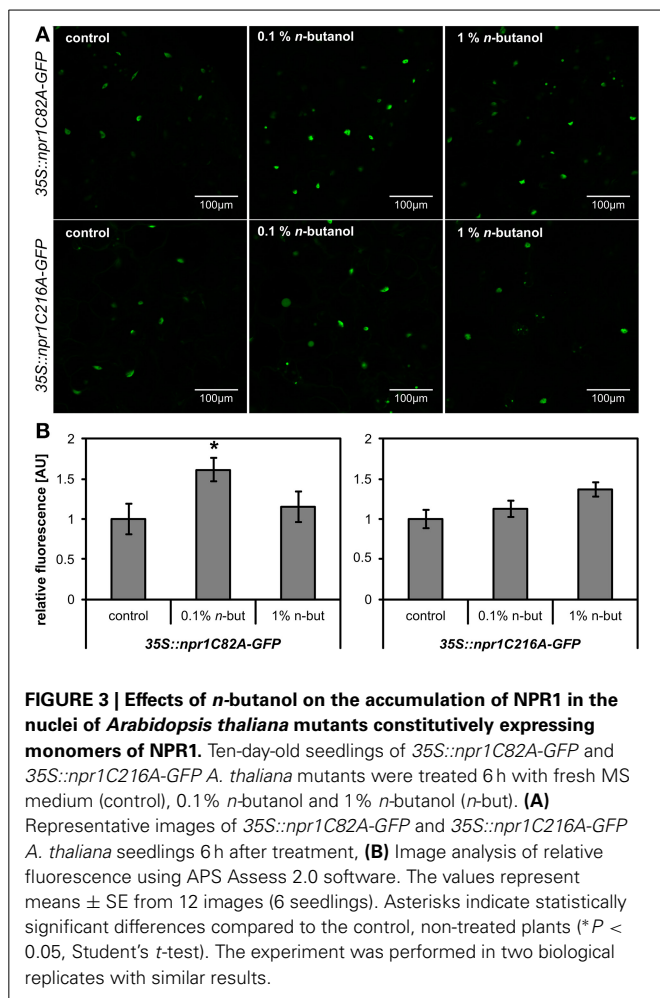 A
35S::npr1C82A-GFP
control
0.1 % n-butanol
1 % n-butanol
100µm
100µm
100µm
35S::npr1C216A-GFP
control
0.1 % n-butanol
1 % n-butanol
100µm
100µm
100µm
B
relative fluorescence [AU]
2
1.5
1
0.5
0
*
control
0.1% n-but
1% n-but
35S::npr1C82A-GFP
2
1.5
1
0.5
0
control
0.1% n-but
1% n-but
35S::npr1C216A-GFP
FIGURE 3 | Effects of n-butanol on the accumulation of NPR1 in the
nuclei of Arabidopsis thaliana mutants constitutively expressing
monomers of NPR1. Ten-day-old seedlings of 35S::npr1C82A-GFP and
35S::npr1C216A-GFP A. thaliana mutants were treated 6 h with fresh MS
medium (control), 0.1% n-butanol and 1% n-butanol (n-but). (A)
Representative images of 35S::npr1C82A-GFP and 35S::npr1C216A-GFP
A. thaliana seedlings 6 h after treatment, (B) Image analysis of relative
fluorescence using APS Assess 2.0 software. The values represent
means ± SE from 12 images (6 seedlings). Asterisks indicate statistically
significant differences compared to the control, non-treated plants (*P <
0.05, Student's t-test). The experiment was performed in two biological
replicates with similar results.